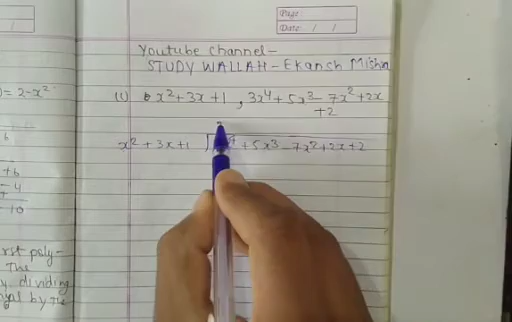 Page
Date / /
Youtube channel-
STUDY WALLAH-Ekansh Mishra
(i) x²+3x+1, 3x⁴+5x³-7x²+2x
+2
x²+3x+1 +5x³-7x²+2x+2
)= 2-x²
+6
-4
-10
rst poly-
The
y dividing
by the